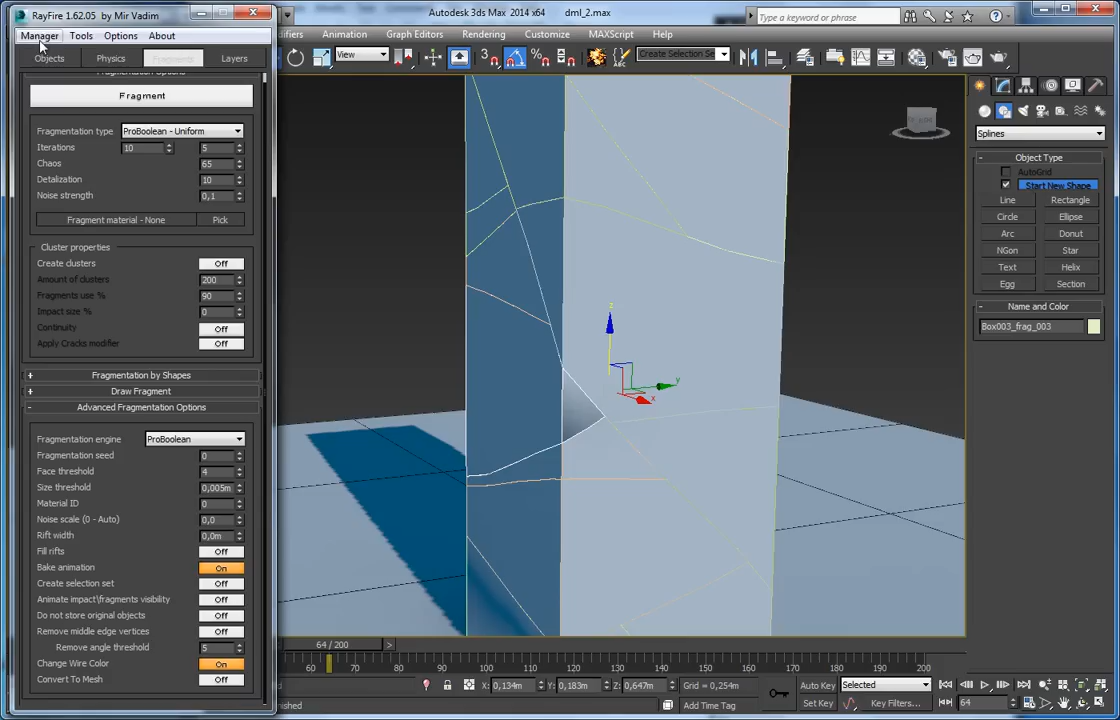 RayFire 1.62.05  by Mir Vadim
Manager Tools Options About
Objects Physics Fragments Layers
Fragmentation Options
Fragment
Fragmentation type ProBoolean - Uniform
Iterations 10 5
Chaos 65
Detalization 10
Noise strength 0,1
Fragment material - None Pick
Cluster properties
Create clusters Off
Amount of clusters 200
Fragments use % 90
Impact size % 0
Continuity Off
Apply Cracks modifier Off
+ Fragmentation by Shapes
+ Draw Fragment
- Advanced Fragmentation Options
Fragmentation engine ProBoolean
Fragmentation seed 0
Face threshold 4
Size threshold 0,005m
Material ID 0
Noise scale (0 - Auto) 0,0
Rift width 0,0m
Fill rifts Off
Bake animation On
Create selection set Off
Animate impact\fragments visibility Off
Do not store original objects Off
Remove middle edge vertices Off
Remove angle threshold 5
Change Wire Color On
Convert To Mesh Off
Autodesk 3ds Max 2014 x64 dml_2.max
Type a keyword or phrase
Animation Graph Editors Rendering Customize MAXScript Help
View
3
Create Selection Se
z
y
x
64 / 200
60 70 80 90 100 110 120 130 140 150 160 170 180 190 200
X: 0,134m Y: 0,183m Z: 0,647m Grid = 0,254m
Add Time Tag
Auto Key Selected
Set Key Key Filters...
64
Splines
- Object Type
AutoGrid
Start New Shape
Line Rectangle
Circle Ellipse
Arc Donut
NGon Star
Text Helix
Egg Section
- Name and Color
Box003_frag_003